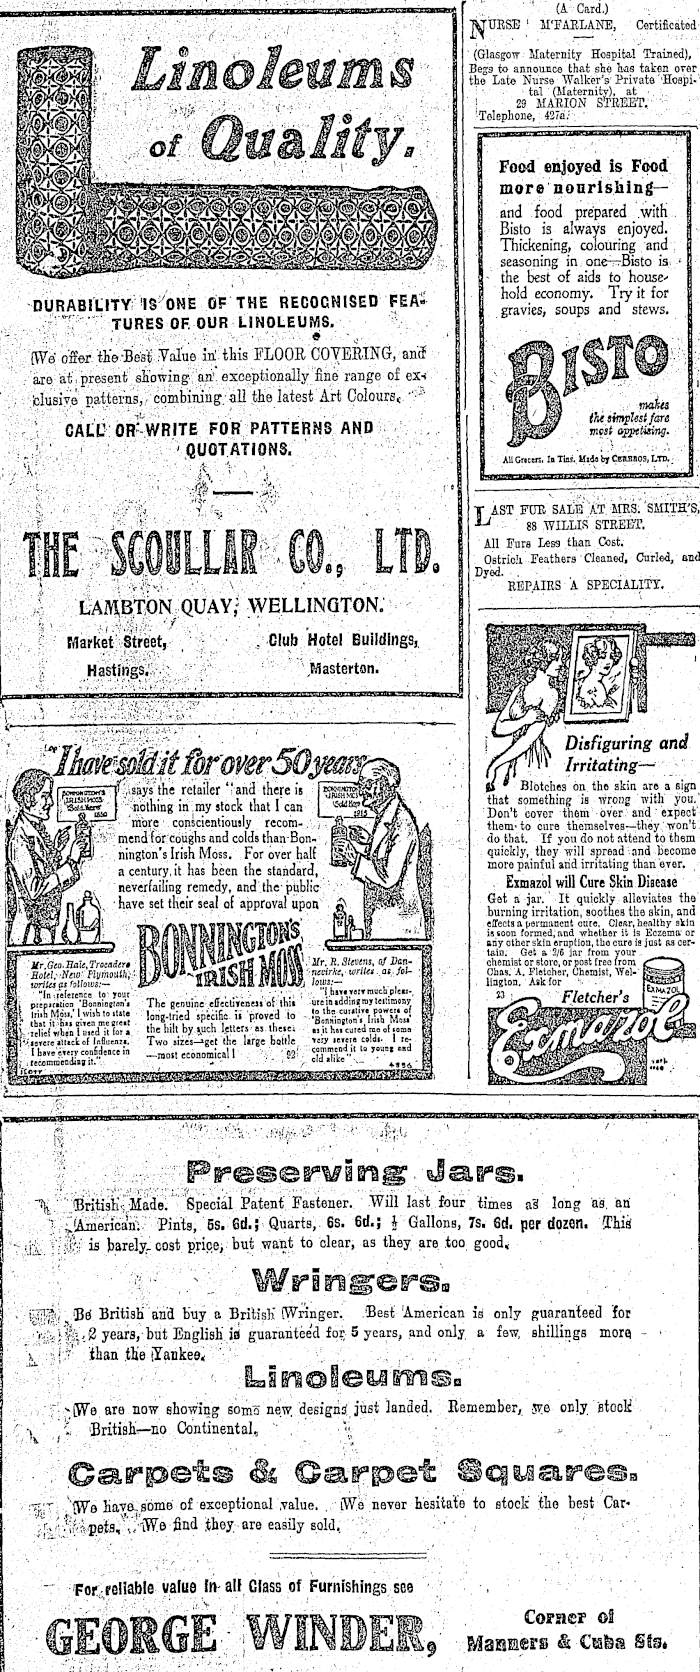 Linoleums
of Quality.
DURABILITY IS ONE OF THE RECOGNISED FEA-
TURES OF OUR LINOLEUMS.
We offer the Best Value in this FLOOR COVERING, and
are at present showing an exceptionally fine range of ex-
clusive patterns, combining all the latest Art Colours.
CALL OR WRITE FOR PATTERNS AND
QUOTATIONS.
THE SCOULLAR CO., LTD.
LAMBTON QUAY, WELLINGTON.
Market Street, Club Hotel Buildings,
Hastings. Masterton.
"I have sold it for over 50 years
says the retailer "and there is
nothing in my stock that I can
more conscientiously recom-
mend for coughs and colds than Bon-
nington's Irish Moss. For over half
a century it has been the standard,
neverfailing remedy, and the public
have set their seal of approval upon
BONNINGTON'S
IRISH MOSS
Mr. Geo. Hale, Trocadero
Hotel, New Plymouth,
writes as follows:—
"In reference to your
preparation 'Bonnington's
Irish Moss,' I wish to state
that it has given me great
relief when I used it for a
severe attack of Influenza.
I have every confidence in
recommending it."
The genuine effectiveness of this
long-tried specific is proved to
the hilt by such letters as these:
Two sizes—get the large bottle
—most economical! 92
Mr. R. Stevens, of Dan-
nevirke, writes as fol-
lows:—
"I have very much pleas-
ure in adding my testimony
to the curative powers of
'Bonnington's Irish Moss'
as it has cured me of some
very severe colds. I re-
commend it to young and
old alike"
(A Card.)
NURSE M'FARLANE, Certificated
(Glasgow Maternity Hospital Trained),
Begs to announce that she has taken over
the Late Nurse Walker's Private Hospi-
tal (Maternity), at
29 MARION STREET.
Telephone, 427a.
Food enjoyed is Food
more nourishing—
and food prepared with
Bisto is always enjoyed.
Thickening, colouring and
seasoning in one—Bisto is
the best of aids to house-
hold economy. Try it for
gravies, soups and stews.
BISTO
makes
the simplest fare
most appetising.
All Grocers. In Tins. Made by CEREBOS, LTD.
LAST FUR SALE AT MRS. SMITH'S,
88 WILLIS STREET.
All Furs Less than Cost.
Ostrich Feathers Cleaned, Curled, and
Dyed.
REPAIRS A SPECIALITY.
Disfiguring and
Irritating—
Blotches on the skin are a sign
that something is wrong with you.
Don't cover them over and expect
them to cure themselves—they won't
do that. If you do not attend to them
quickly, they will spread and become
more painful and irritating than ever.
Exmazol will Cure Skin Disease
Get a jar. It quickly alleviates the
burning irritation, soothes the skin, and
effects a permanent cure. Clear, healthy skin
is soon formed, and whether it is Eczema or
any other skin eruption, the cure is just as cer-
tain. Get a 2/6 jar from your
chemist or store, or post free from
Chas. A. Fletcher, Chemist, Wel-
lington. Ask for
23 Fletcher's
EXMAZOL
Exmazol
Preserving Jars.
British Made. Special Patent Fastener. Will last four times as long as an
American. Pints, 5s. 6d.; Quarts, 6s. 6d.; ½ Gallons, 7s. 6d. per dozen. This
is barely cost price, but want to clear, as they are too good.
Wringers.
Be British and buy a British Wringer. Best American is only guaranteed for
2 years, but English is guaranteed for 5 years, and only a few shillings more
than the Yankee.
Linoleums.
We are now showing some new designs just landed. Remember, we only stock
British—no Continental.
Carpets & Carpet Squares.
We have some of exceptional value. We never hesitate to stock the best Car-
pets. We find they are easily sold.
For reliable value in all Class of Furnishings see
GEORGE WINDER, Corner of
Manners & Cuba Sts.